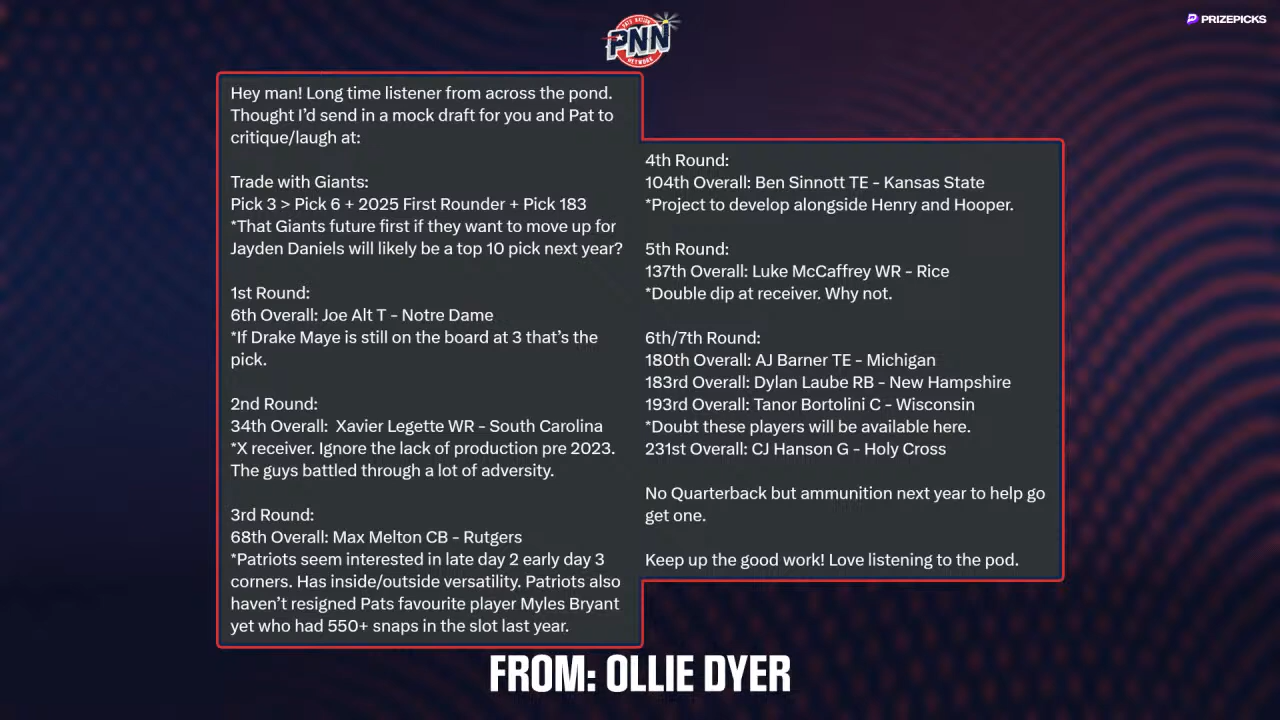 PATS NATION
PNN
NETWORK
PRIZEPICKS
Hey man! Long time listener from across the pond.
Thought I'd send in a mock draft for you and Pat to
critique/laugh at:
Trade with Giants:
Pick 3 > Pick 6 + 2025 First Rounder + Pick 183
*That Giants future first if they want to move up for
Jayden Daniels will likely be a top 10 pick next year?
1st Round:
6th Overall: Joe Alt T - Notre Dame
*If Drake Maye is still on the board at 3 that's the
pick.
2nd Round:
34th Overall: Xavier Legette WR - South Carolina
*X receiver. Ignore the lack of production pre 2023.
The guys battled through a lot of adversity.
3rd Round:
68th Overall: Max Melton CB - Rutgers
*Patriots seem interested in late day 2 early day 3
corners. Has inside/outside versatility. Patriots also
haven't resigned Pats favourite player Myles Bryant
yet who had 550+ snaps in the slot last year.
4th Round:
104th Overall: Ben Sinnott TE - Kansas State
*Project to develop alongside Henry and Hooper.
5th Round:
137th Overall: Luke McCaffrey WR - Rice
*Double dip at receiver. Why not.
6th/7th Round:
180th Overall: AJ Barner TE - Michigan
183rd Overall: Dylan Laube RB - New Hampshire
193rd Overall: Tanor Bortolini C - Wisconsin
*Doubt these players will be available here.
231st Overall: CJ Hanson G - Holy Cross
No Quarterback but ammunition next year to help go
get one.
Keep up the good work! Love listening to the pod.
FROM: OLLIE DYER